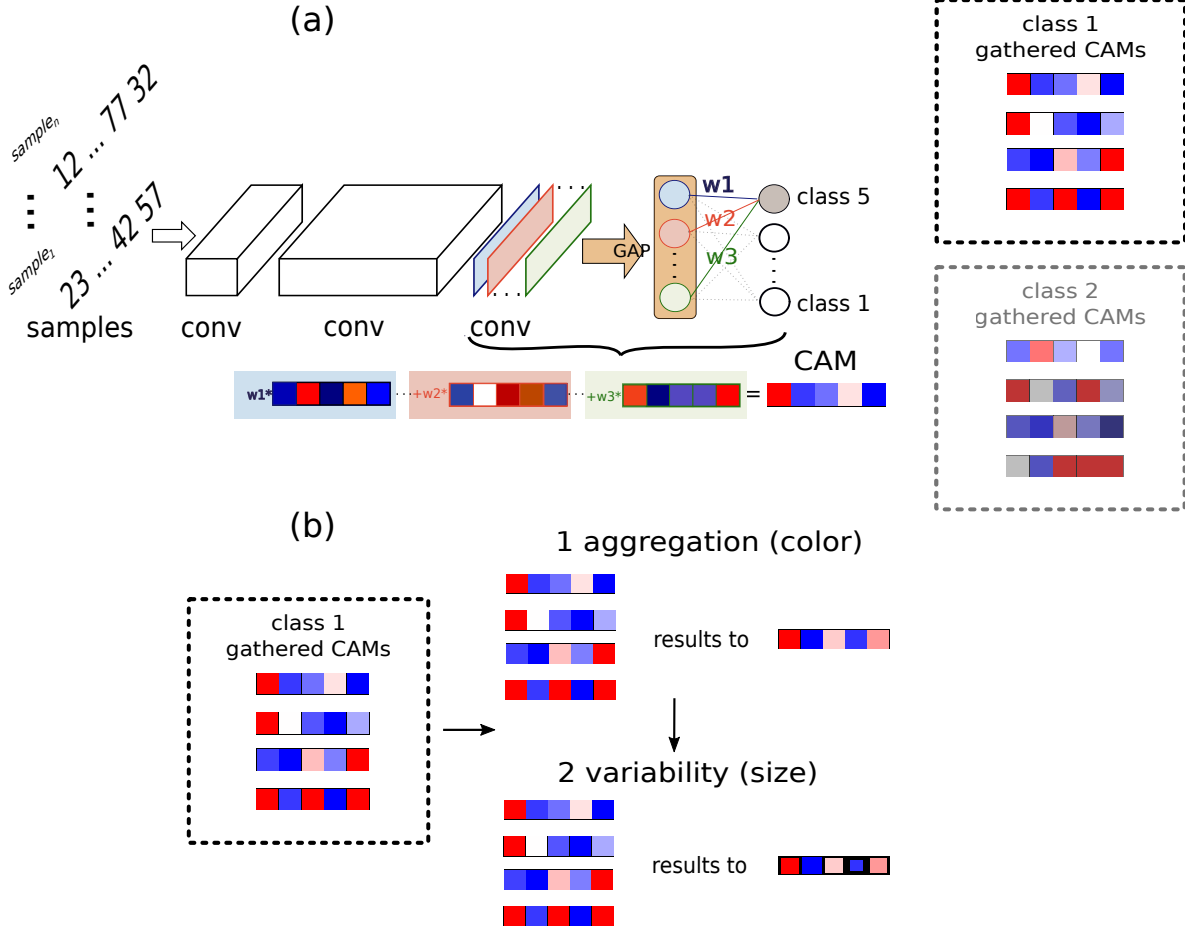 (a)
sampleₙ
12 ... 77 32
sample₁
23 ... 42 57
samples
conv
conv
conv
GAP
w1
w2
w3
class 5
class 1
CAM
w1*
+w2*
+w3*
=
class 1
gathered CAMs
class 2
gathered CAMs
(b)
class 1
gathered CAMs
1 aggregation (color)
results to
2 variability (size)
results to